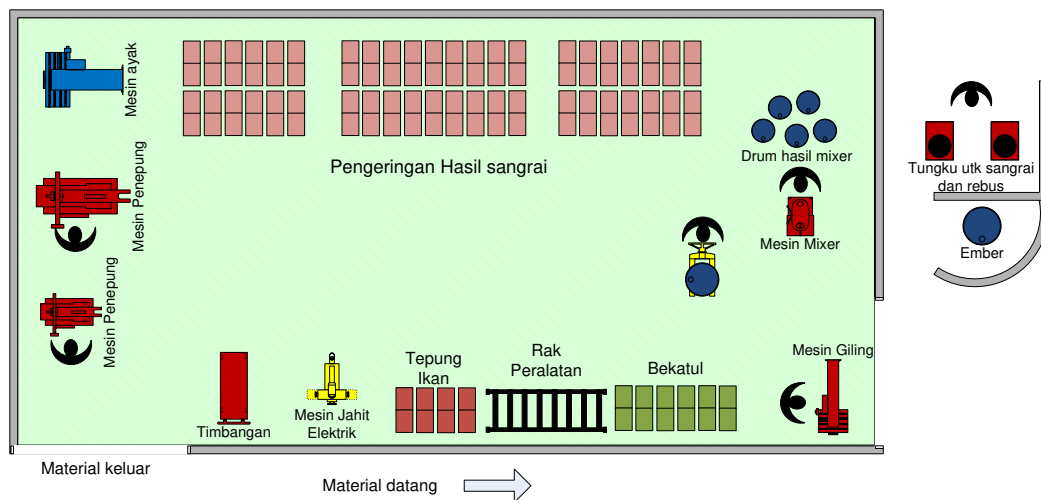 Mesin ayak
Pengeringan Hasil sangrai
Drum hasil mixer
Tungku utk sangrai
dan rebus
Mesin Penepung
Mesin Mixer
Ember
Mesin Penepung
Timbangan
Mesin Jahit
Elektrik
Tepung
Ikan
Rak
Peralatan
Bekatul
Mesin Giling
Material keluar
Material datang